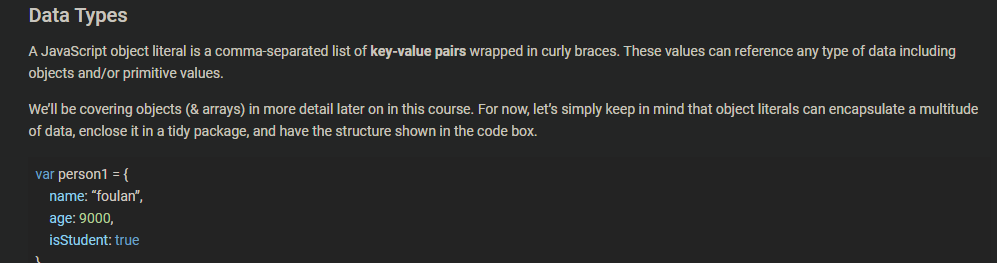 Data Types
A JavaScript object literal is a comma-separated list of key-value pairs wrapped in curly braces. These values can reference any type of data including
objects and/or primitive values.
We’ll be covering objects (& arrays) in more detail later on in this course. For now, let’s simply keep in mind that object literals can encapsulate a multitude
of data, enclose it in a tidy package, and have the structure shown in the code box.
var person1 = {
name: “foulan”,
age: 9000,
isStudent: true
}